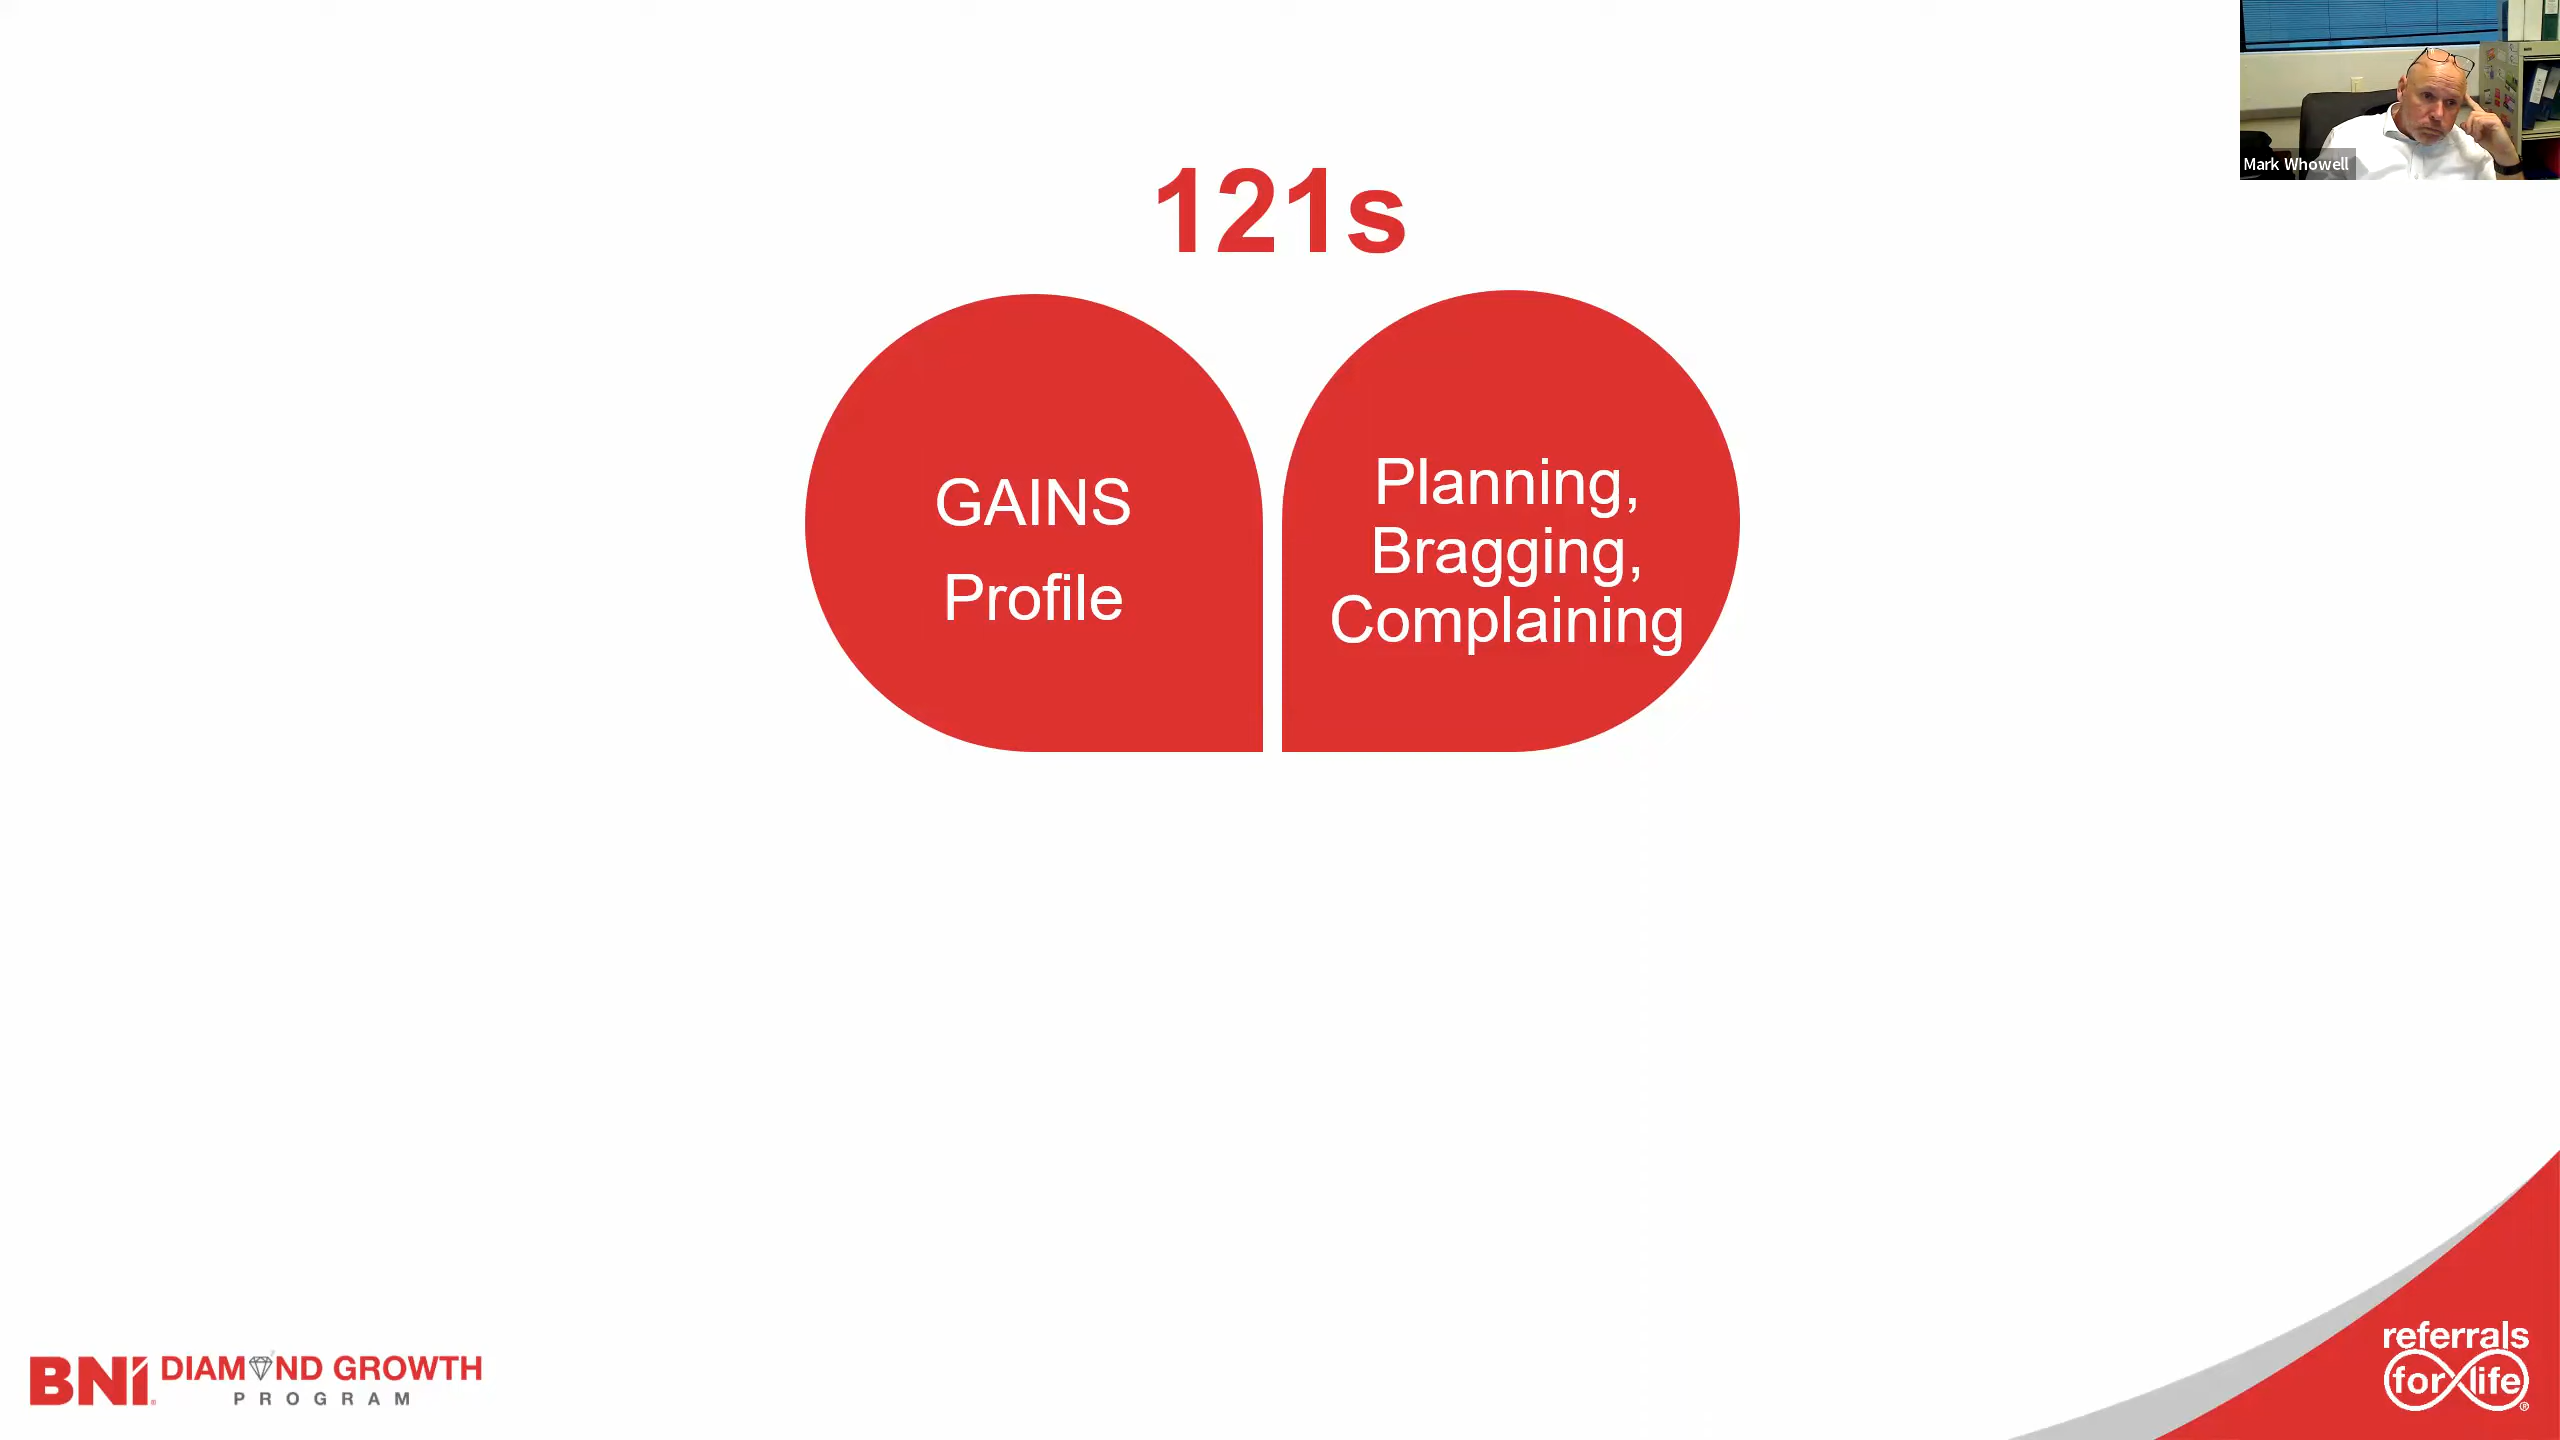 Mark Whowell
121s
GAINS
Profile
Planning,
Bragging,
Complaining
BNI® DIAMOND GROWTH
PROGRAM
referrals
for life®